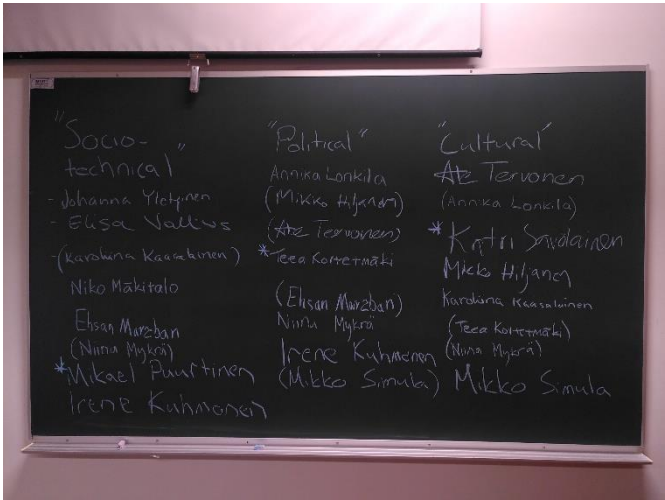 "Socio-
technical"
- Johanna Yletyinen
- Elisa Vallius
- (Karoliina Kaasalainen)
Niko Mäkitalo
Ehsan Marzban
(Niina Mykrä)
* Mikael Puurtinen
Irene Kuhmonen
"Political"
Annika Lonkila
(Mikko Hiljanen)
(Ate Tervonen)
* Teea Kortetmäki
(Ehsan Marzban)
Niina Mykrä
Irene Kuhmonen
(Mikko Simula)
"Cultural"
Ate Tervonen
(Annika Lonkila)
* Katri Savolainen
Mikko Hiljanen
Karoliina Kaasalainen
(Teea Kortetmäki)
(Niina Mykrä)
Mikko Simula